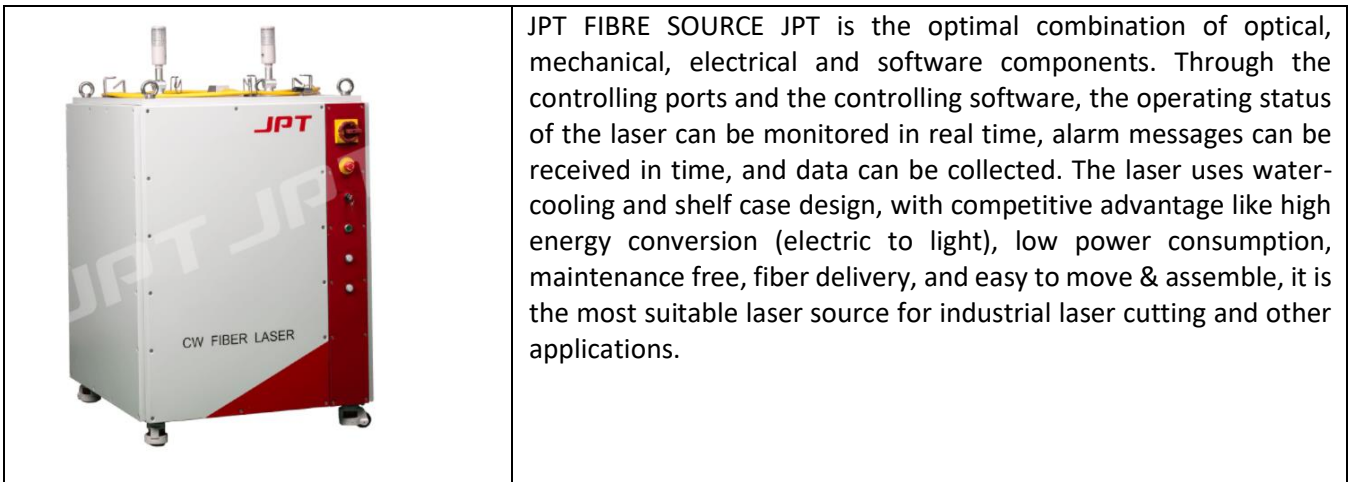 JPT
JPT JPT
CW FIBER LASER
JPT FIBRE SOURCE JPT is the optimal combination of optical,
mechanical, electrical and software components. Through the
controlling ports and the controlling software, the operating status
of the laser can be monitored in real time, alarm messages can be
received in time, and data can be collected. The laser uses water-
cooling and shelf case design, with competitive advantage like high
energy conversion (electric to light), low power consumption,
maintenance free, fiber delivery, and easy to move & assemble, it is
the most suitable laser source for industrial laser cutting and other
applications.